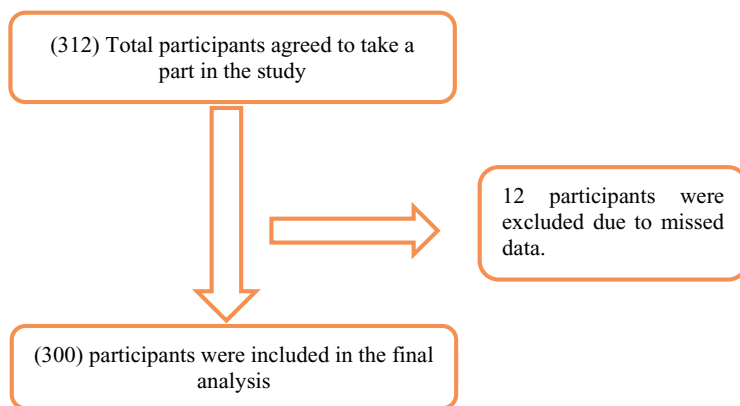 (312) Total participants agreed to take a
part in the study
12 participants were
excluded due to missed
data.
(300) participants were included in the final
analysis